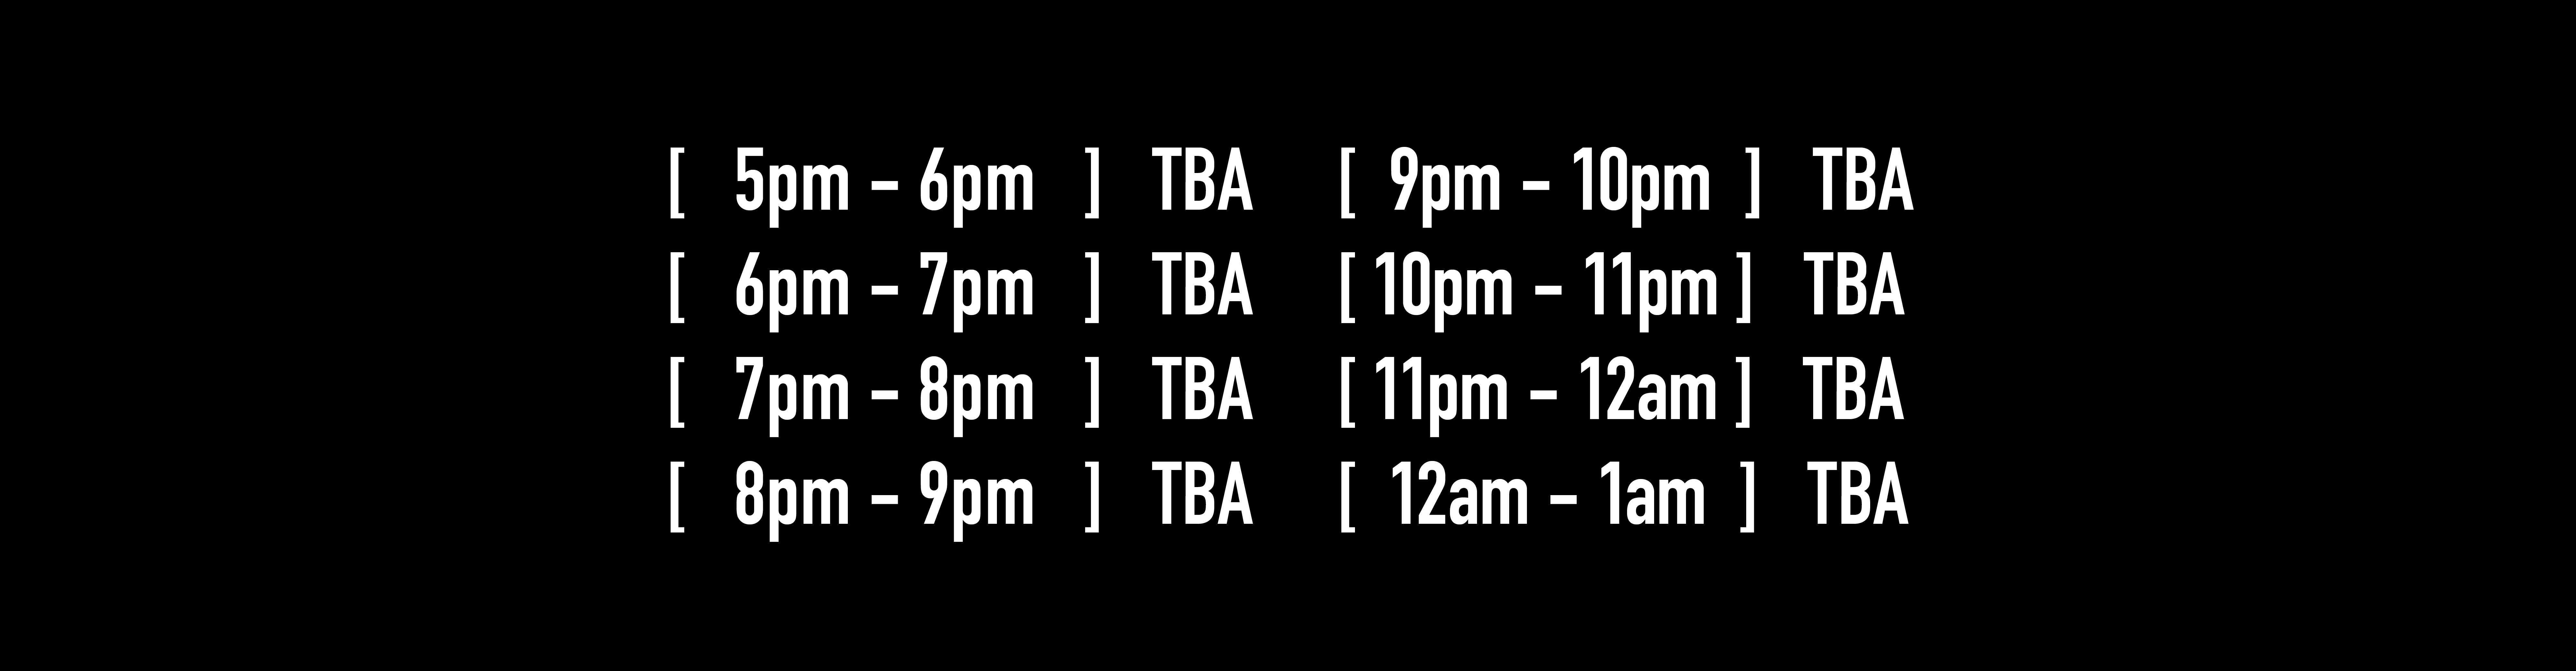 [ 5pm – 6pm ] TBA [ 9pm – 10pm ] TBA
[ 6pm – 7pm ] TBA [ 10pm – 11pm ] TBA
[ 7pm – 8pm ] TBA [ 11pm – 12am ] TBA
[ 8pm – 9pm ] TBA [ 12am – 1am ] TBA